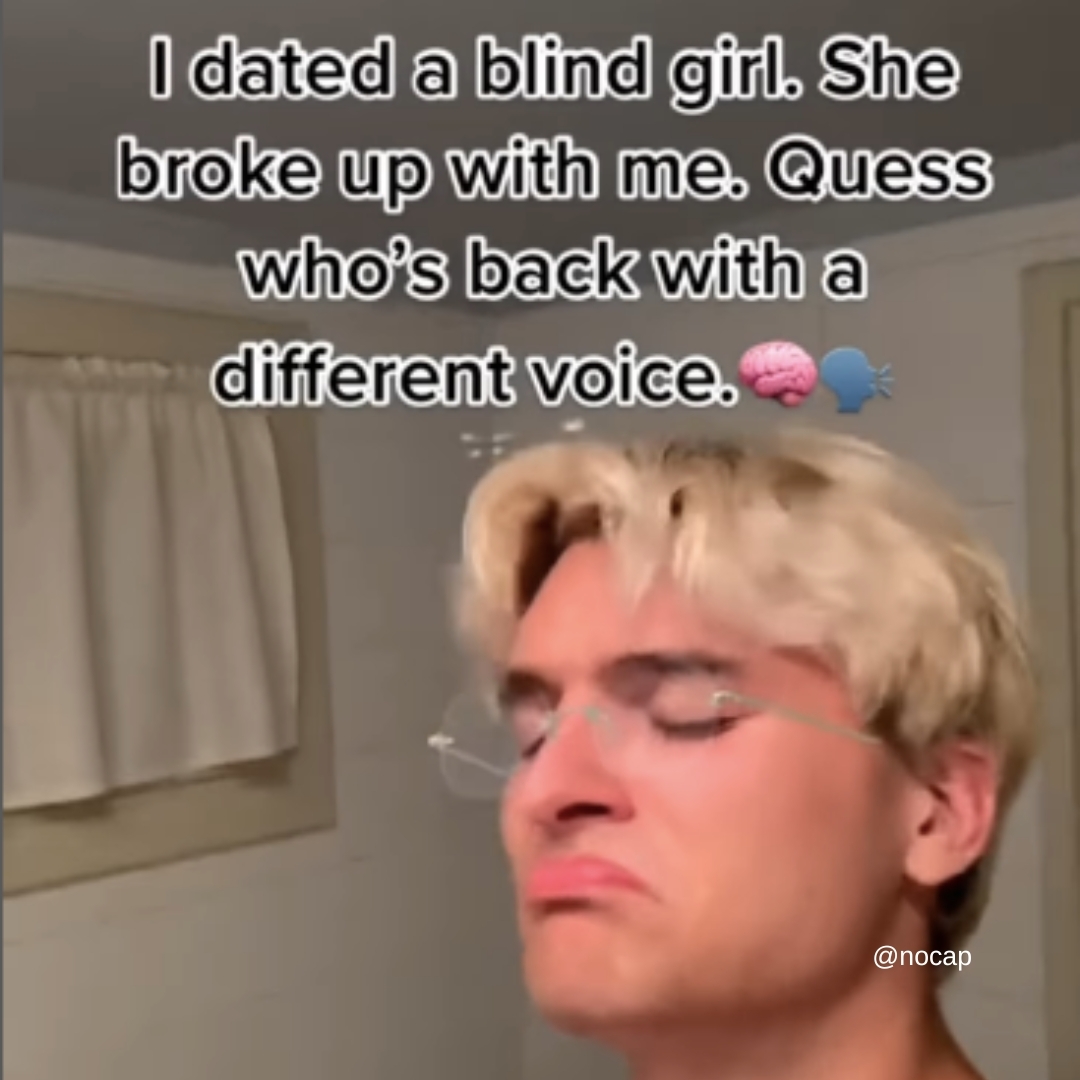 I dated a blind girl. She
broke up with me. Quess
who's back with a
different voice.🧠🗣️
@nocap